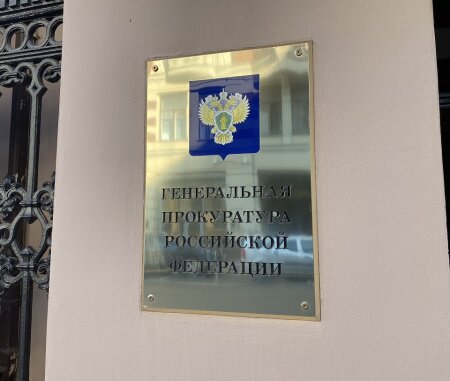 ГЕНЕРАЛЬНАЯ
ПРОКУРАТУРА
РОССИЙСКОЙ
ФЕДЕРАЦИИ